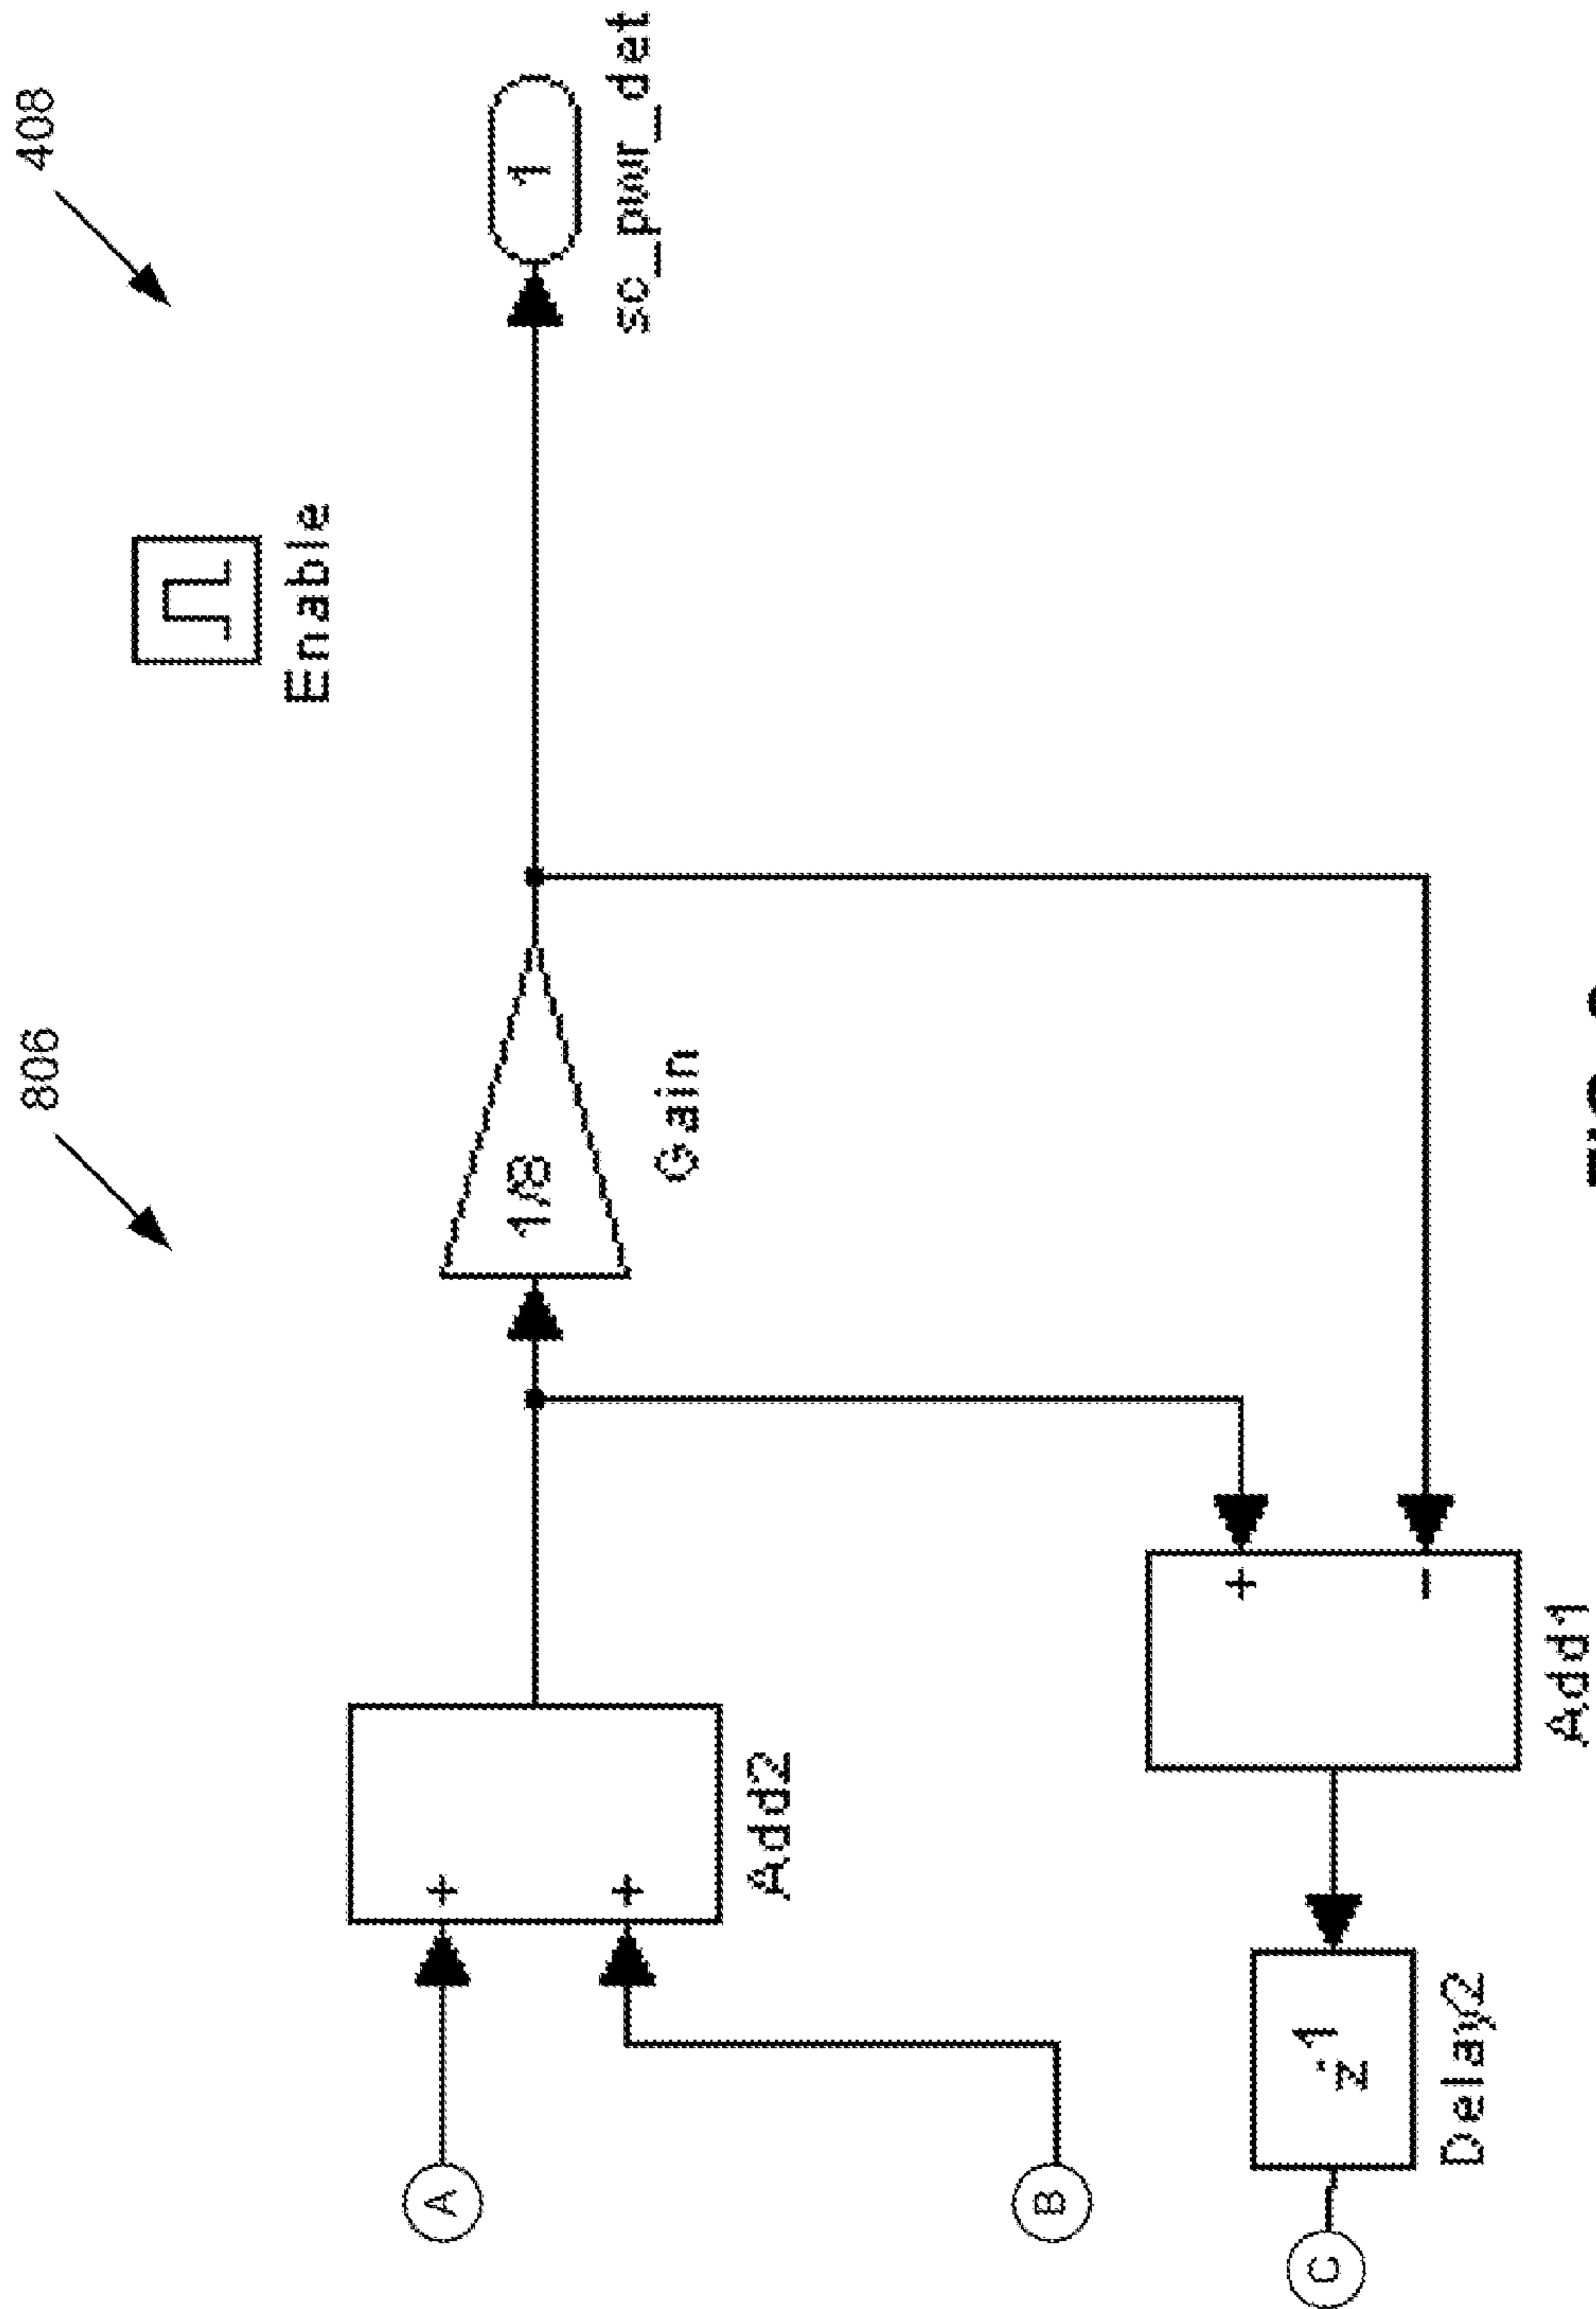 806
408
Enable
A
+
+
Add2
1/8
Gain
1
sc_pwr_det
B
+
-
Add1
C
z-1
Delay2